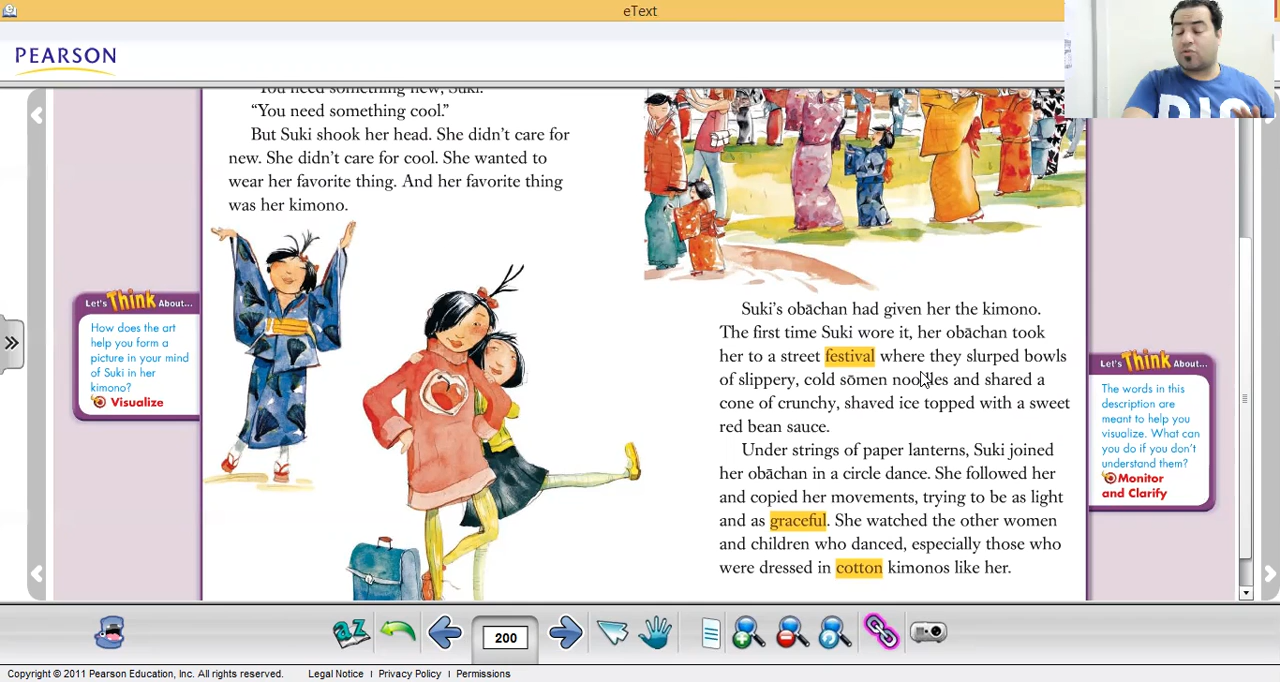 eText
PEARSON
"You need something new, Suki.
"You need something cool."
But Suki shook her head. She didn't care for
new. She didn't care for cool. She wanted to
wear her favorite thing. And her favorite thing
was her kimono.
Let's Think About...
How does the art
help you form a
picture in your mind
of Suki in her
kimono?
Visualize
Suki's obāchan had given her the kimono.
The first time Suki wore it, her obāchan took
her to a street festival where they slurped bowls
of slippery, cold sōmen noodles and shared a
cone of crunchy, shaved ice topped with a sweet
red bean sauce.
Under strings of paper lanterns, Suki joined
her obāchan in a circle dance. She followed her
and copied her movements, trying to be as light
and as graceful. She watched the other women
and children who danced, especially those who
were dressed in cotton kimonos like her.
Let's Think About...
The words in this
description are
meant to help you
visualize. What can
you do if you don't
understand them?
Monitor
and Clarify
aZ
200
Copyright © 2011 Pearson Education, Inc. All rights reserved. Legal Notice | Privacy Policy | Permissions